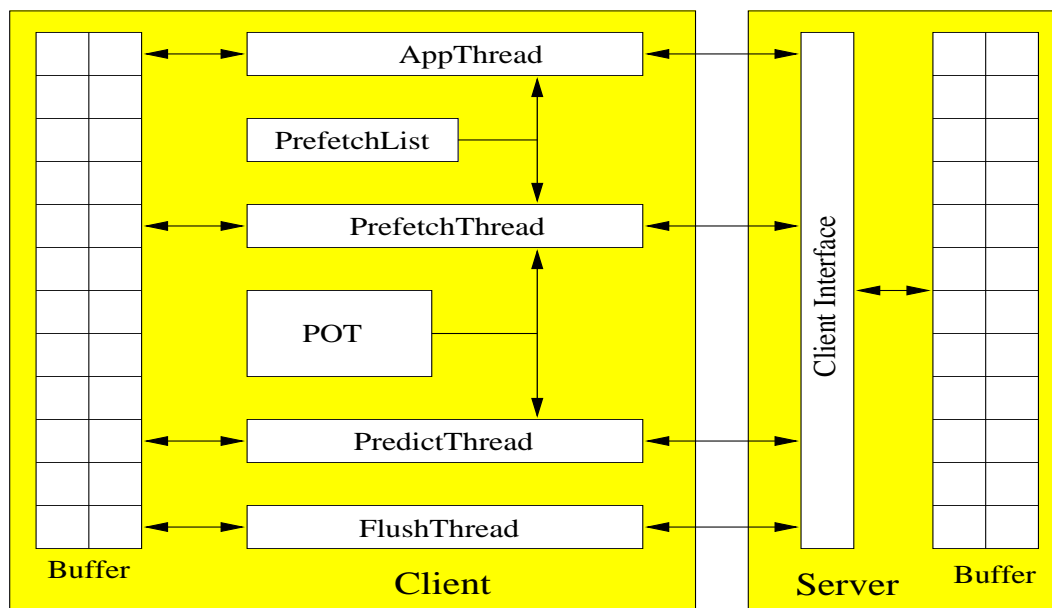 AppThread
PrefetchList
PrefetchThread
POT
Client Interface
PredictThread
FlushThread
Buffer
Client
Server
Buffer